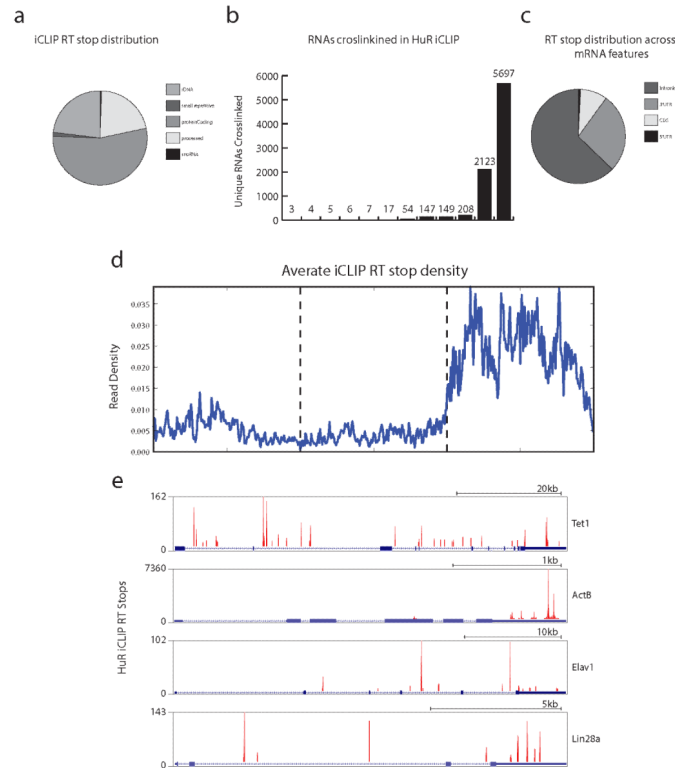 a
iCLIP RT stop distribution
proteinCoding
processed
b
RNAs croslinkined in HuR iCLIP
Unique RNAs Crosslinked
6000
5000
4000
3000
2000
1000
0
3 4 5 6 7 17 54 147 149 208 2123 5697
c
RT stop distribution across
mRNA features
Intronic
CDS
d
Averate iCLIP RT stop density
Read Density
0.035
0.030
0.025
0.020
0.015
0.010
0.005
0.000
e
HuR iCLIP RT Stops
162
0
20kb
Tet1
7360
0
1kb
ActB
102
0
10kb
Elav1
143
0
5kb
Lin28a